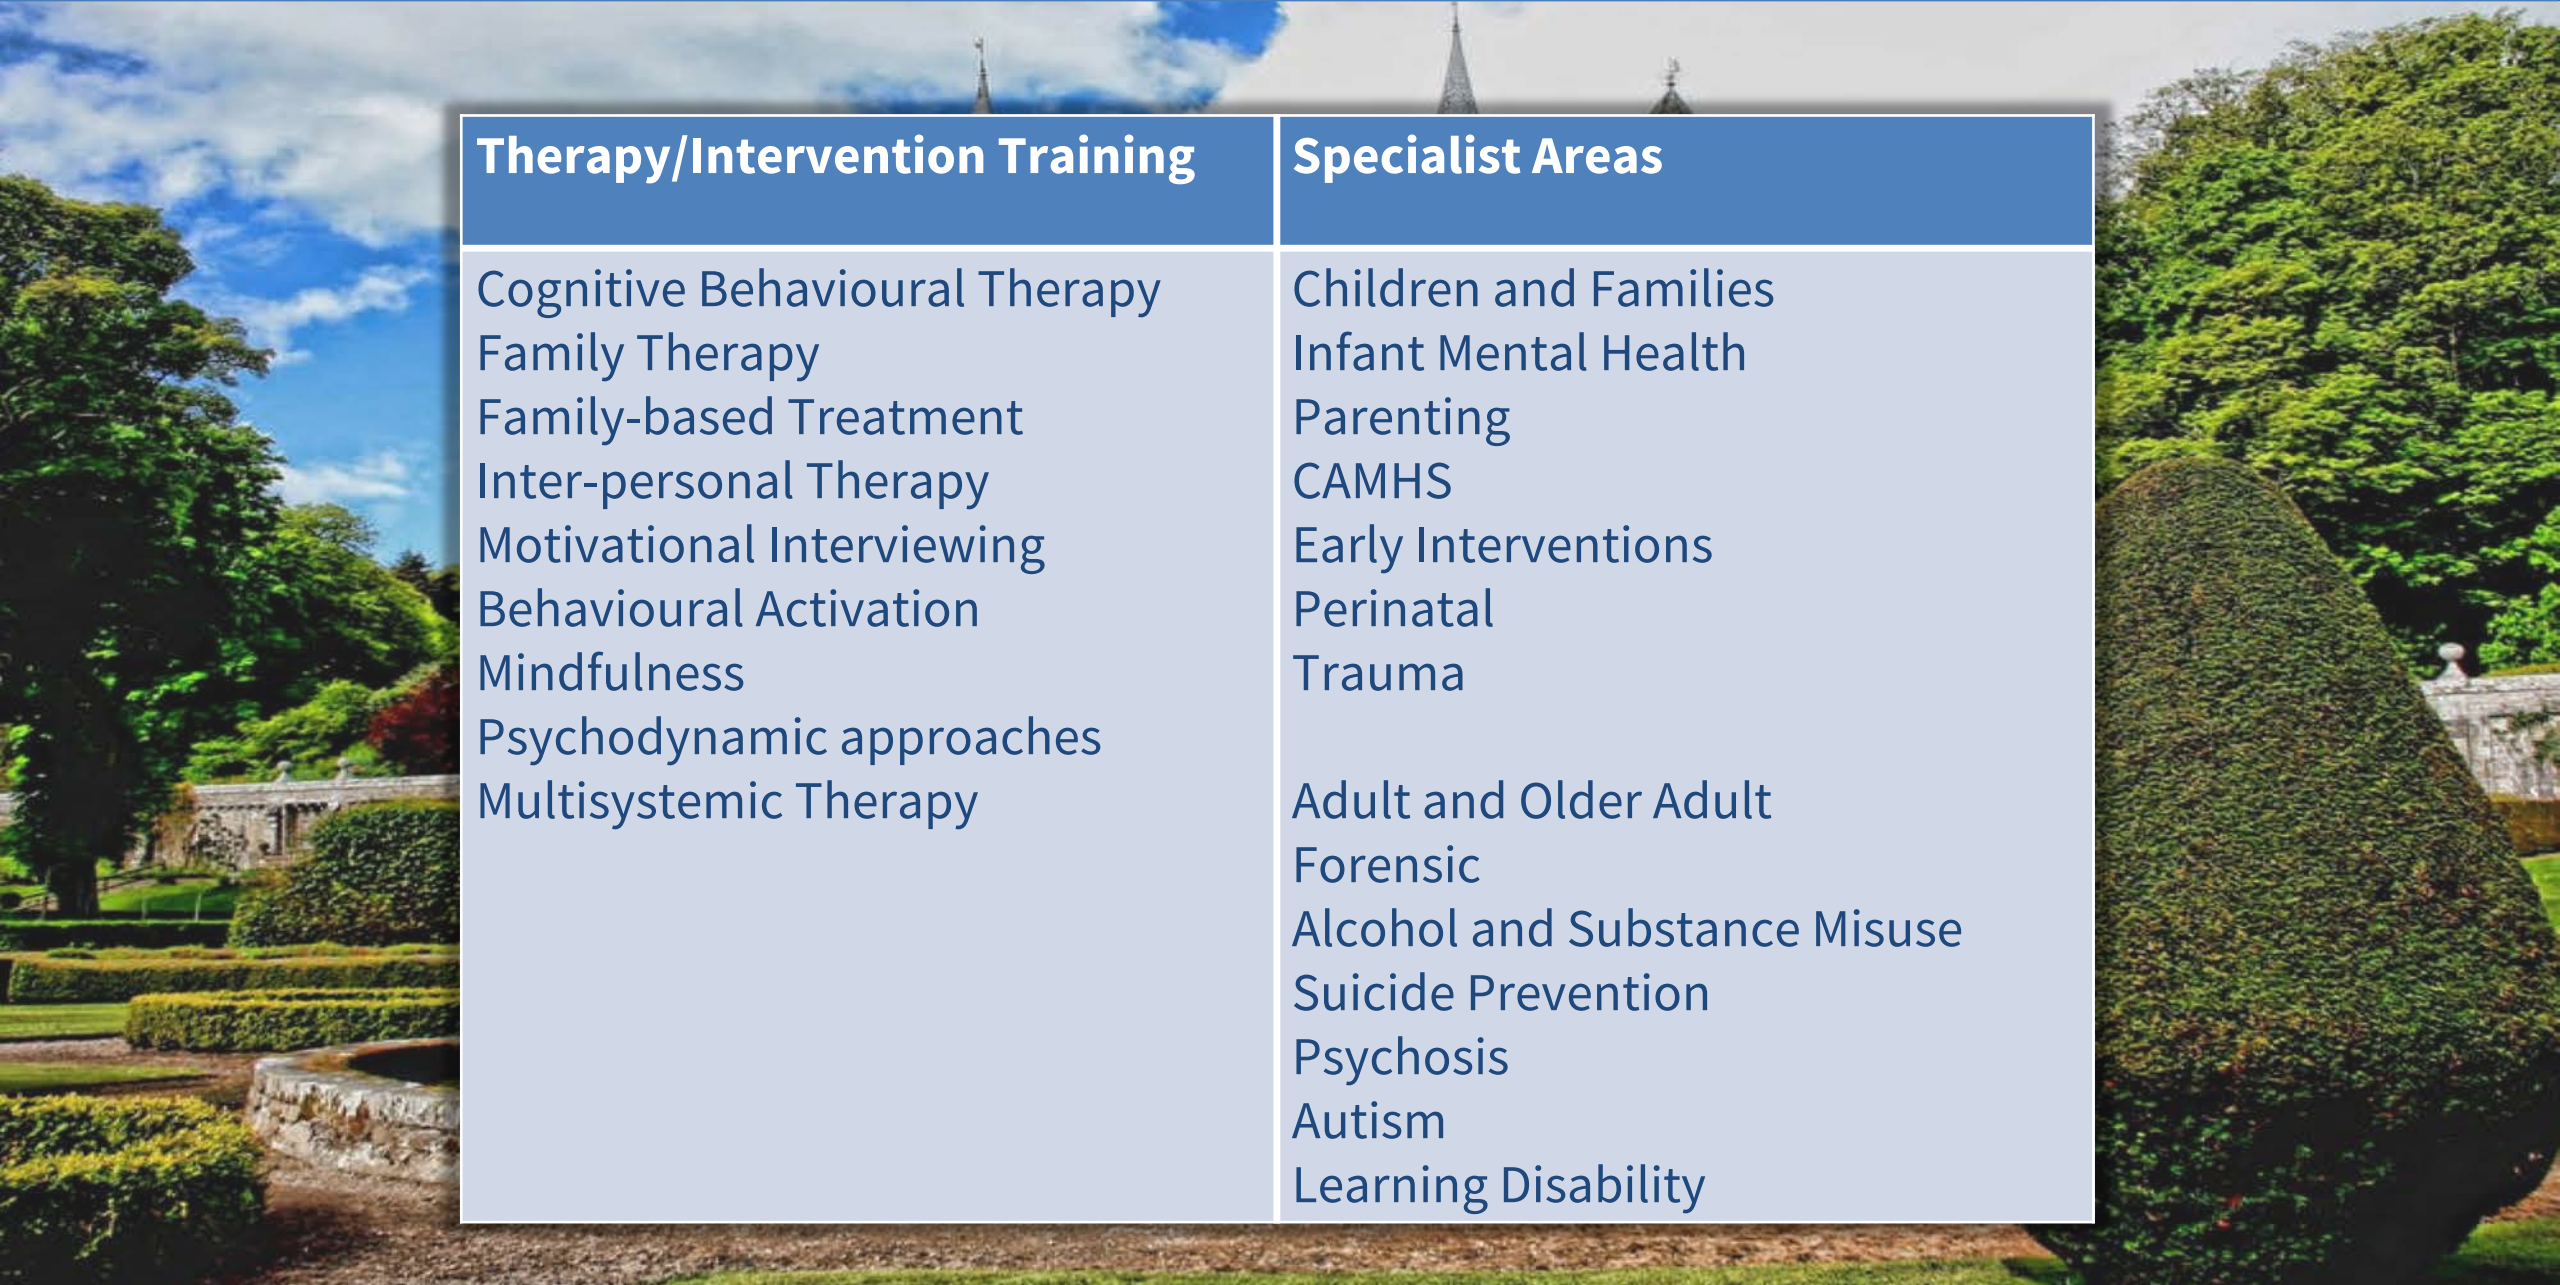 Therapy/Intervention Training
Specialist Areas
Cognitive Behavioural Therapy
Family Therapy
Family-based Treatment
Inter-personal Therapy
Motivational Interviewing
Behavioural Activation
Mindfulness
Psychodynamic approaches
Multisystemic Therapy
Children and Families
Infant Mental Health
Parenting
CAMHS
Early Interventions
Perinatal
Trauma
Adult and Older Adult
Forensic
Alcohol and Substance Misuse
Suicide Prevention
Psychosis
Autism
Learning Disability